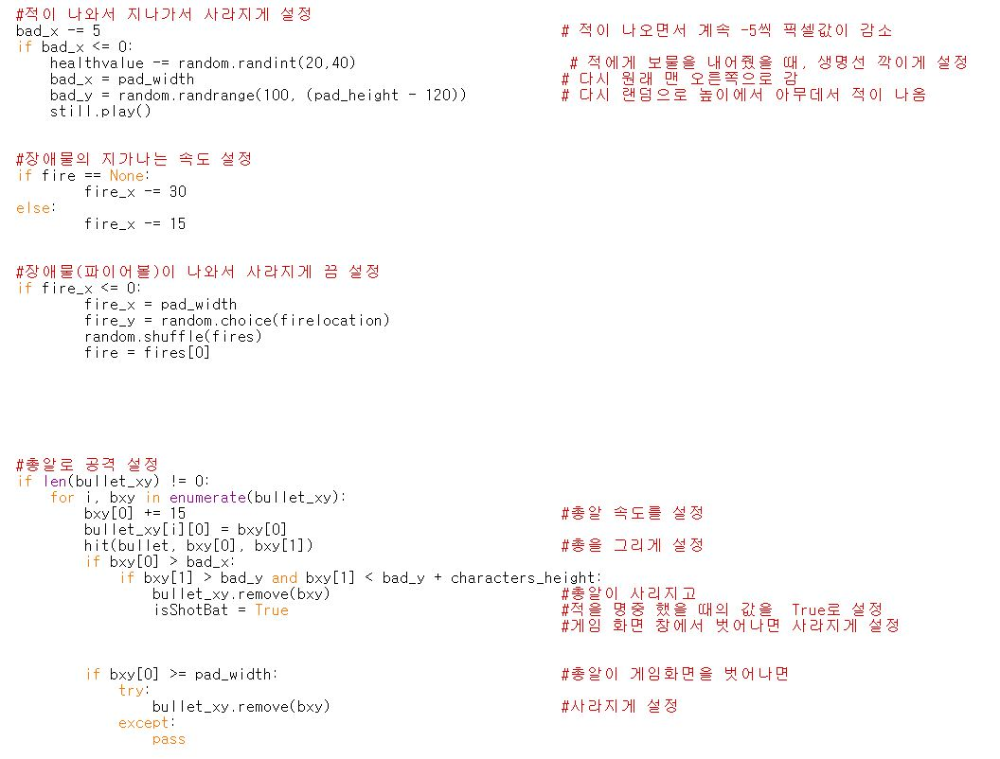 #적이 나와서 지나가서 사라지게 설정
bad_x -= 5 # 적이 나오면서 계속 -5씩 픽셀값이 감소
if bad_x <= 0:
    healthvalue -= random.randint(20,40) # 적에게 보물을 내어줬을 때, 생명선 깍이게 설정
    bad_x = pad_width # 다시 원래 맨 오른쪽으로 감
    bad_y = random.randrange(100, (pad_height - 120)) # 다시 랜덤으로 높이에서 아무데서 적이 나옴
    still.play()
#장애물의 지가나는 속도 설정
if fire == None:
        fire_x -= 30
else:
        fire_x -= 15
#장애물(파이어볼)이 나와서 사라지게 끔 설정
if fire_x <= 0:
        fire_x = pad_width
        fire_y = random.choice(firelocation)
        random.shuffle(fires)
        fire = fires[0]
#총알로 공격 설정
if len(bullet_xy) != 0:
    for i, bxy in enumerate(bullet_xy):
        bxy[0] += 15 #총알 속도를 설정
        bullet_xy[i][0] = bxy[0]
        hit(bullet, bxy[0], bxy[1]) #총을 그리게 설정
        if bxy[0] > bad_x:
            if bxy[1] > bad_y and bxy[1] < bad_y + characters_height:
                bullet_xy.remove(bxy) #총알이 사리지고
                isShotBat = True #적을 명중 했을 때의 값을  True로 설정
#게임 화면 창에서 벗어나면 사라지게 설정
        if bxy[0] >= pad_width: #총알이 게임화면을 벗어나면
            try:
                bullet_xy.remove(bxy) #사라지게 설정
            except:
                pass